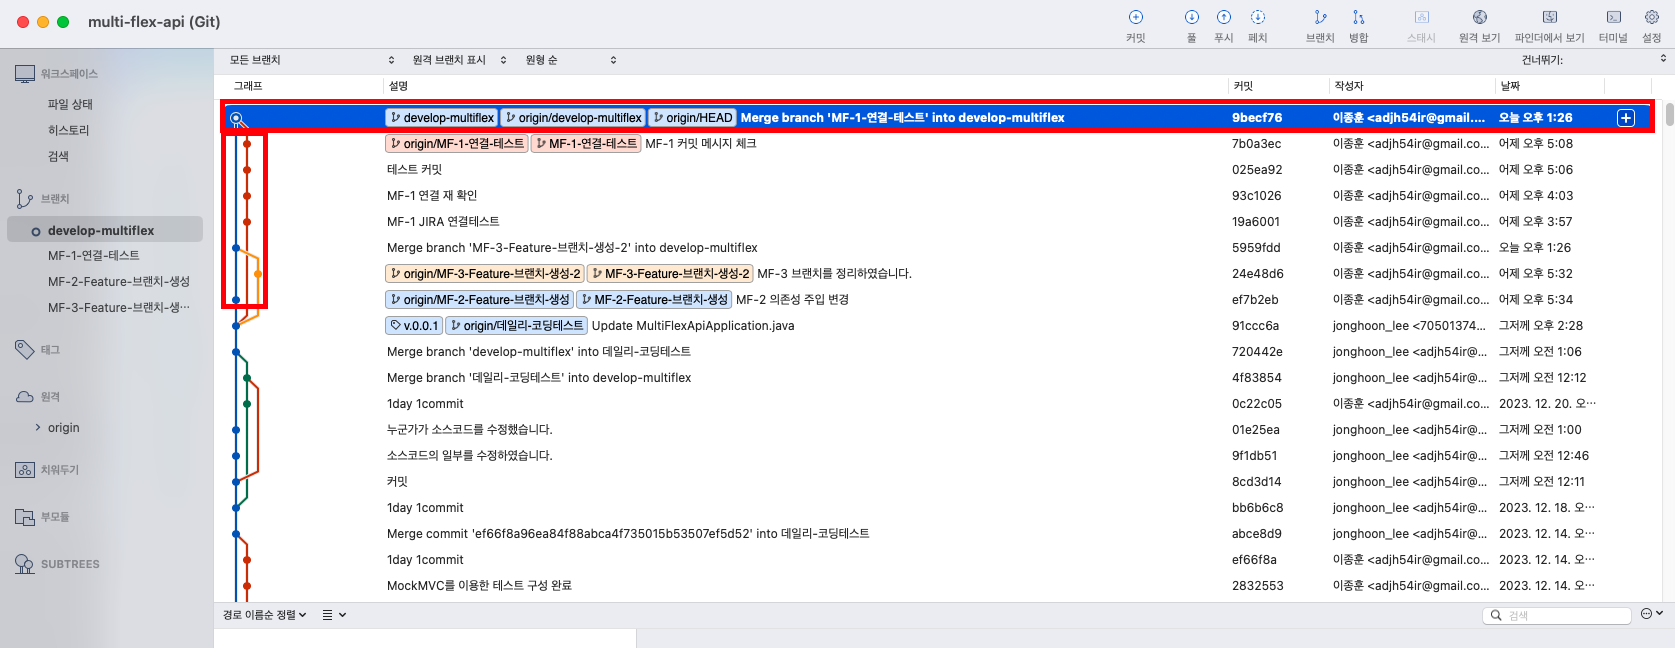 multi-flex-api (Git)
커밋 풀 푸시 페치 브랜치 병합 스태시 원격 보기 파인더에서 보기 터미널 설정
모든 브랜치 원격 브랜치 표시 원형 순 건너뛰기:
그래프 설명 커밋 작성자 날짜
워크스페이스
파일 상태
히스토리
검색
브랜치
develop-multiflex
MF-1-연결-테스트
MF-2-Feature-브랜치-생성
MF-3-Feature-브랜치-생…
태그
원격
origin
치워두기
부모듈
SUBTREES
develop-multiflex origin/develop-multiflex origin/HEAD Merge branch 'MF-1-연결-테스트' into develop-multiflex 9becf76 이종훈 <adjh54ir@gmail.... 오늘 오후 1:26
origin/MF-1-연결-테스트 MF-1-연결-테스트 MF-1 커밋 메시지 체크 7b0a3ec 이종훈 <adjh54ir@gmail.co... 어제 오후 5:08
테스트 커밋 025ea92 이종훈 <adjh54ir@gmail.co... 어제 오후 5:06
MF-1 연결 재 확인 93c1026 이종훈 <adjh54ir@gmail.co... 어제 오후 4:03
MF-1 JIRA 연결테스트 19a6001 이종훈 <adjh54ir@gmail.co... 어제 오후 3:57
Merge branch 'MF-3-Feature-브랜치-생성-2' into develop-multiflex 5959fdd 이종훈 <adjh54ir@gmail.co... 오늘 오후 1:26
origin/MF-3-Feature-브랜치-생성-2 MF-3-Feature-브랜치-생성-2 MF-3 브랜치를 정리하였습니다. 24e48d6 이종훈 <adjh54ir@gmail.co... 어제 오후 5:32
origin/MF-2-Feature-브랜치-생성 MF-2-Feature-브랜치-생성 MF-2 의존성 주입 변경 ef7b2eb 이종훈 <adjh54ir@gmail.co... 어제 오후 5:34
v.0.0.1 origin/데일리-코딩테스트 Update MultiFlexApiApplication.java 91ccc6a jonghoon_lee <70501374... 그저께 오후 2:28
Merge branch 'develop-multiflex' into 데일리-코딩테스트 720442e jonghoon_lee <adjh54ir@... 그저께 오전 1:06
Merge branch '데일리-코딩테스트' into develop-multiflex 4f83854 jonghoon_lee <adjh54ir@... 그저께 오전 12:12
1day 1commit 0c22c05 이종훈 <adjh54ir@gmail.co... 2023. 12. 20. 오…
누군가가 소스코드를 수정했습니다. 01e25ea jonghoon_lee <adjh54ir@... 그저께 오전 1:00
소스코드의 일부를 수정하였습니다. 9f1db51 jonghoon_lee <adjh54ir@... 그저께 오전 12:46
커밋 8cd3d14 jonghoon_lee <adjh54ir@... 그저께 오전 12:11
1day 1commit bb6b6c8 jonghoon_lee <adjh54ir@... 2023. 12. 18. 오…
Merge commit 'ef66f8a96ea84f88abca4f735015b53507ef5d52' into 데일리-코딩테스트 abce8d9 jonghoon_lee <adjh54ir@... 2023. 12. 14. 오…
1day 1commit ef66f8a 이종훈 <adjh54ir@gmail.co... 2023. 12. 14. 오…
MockMVC를 이용한 테스트 구성 완료 2832553 이종훈 <adjh54ir@gmail.co... 2023. 12. 14. 오…
경로 이름순 정렬 검색